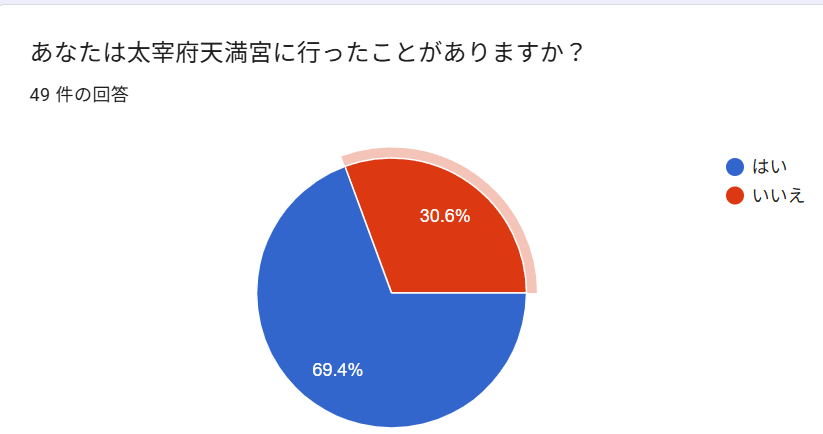 あなたは太宰府天満宮に行ったことがありますか？
49 件の回答
はい
いいえ
30.6%
69.4%